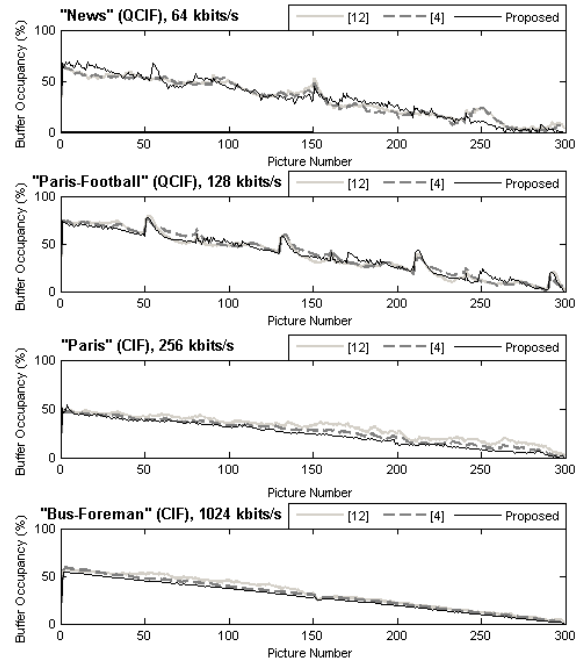 "News" (QCIF), 64 kbits/s
[12] [4] Proposed
100
50
0
Buffer Occupancy (%)
0 50 100 150 200 250 300
Picture Number
"Paris-Football" (QCIF), 128 kbits/s
[12] [4] Proposed
100
50
0
Buffer Occupancy (%)
0 50 100 150 200 250 300
Picture Number
"Paris" (CIF), 256 kbits/s
[12] [4] Proposed
100
50
0
Buffer Occupancy (%)
0 50 100 150 200 250 300
Picture Number
"Bus-Foreman" (CIF), 1024 kbits/s
[12] [4] Proposed
100
50
0
Buffer Occupancy (%)
0 50 100 150 200 250 300
Picture Number